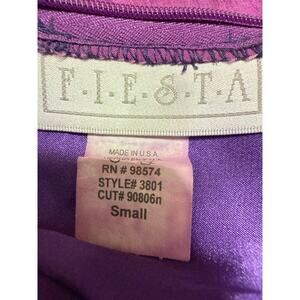 F·I·E·S·T·A
MADE IN U.S.A.
RN # 98574
STYLE# 3801
CUT# 90806n
Small